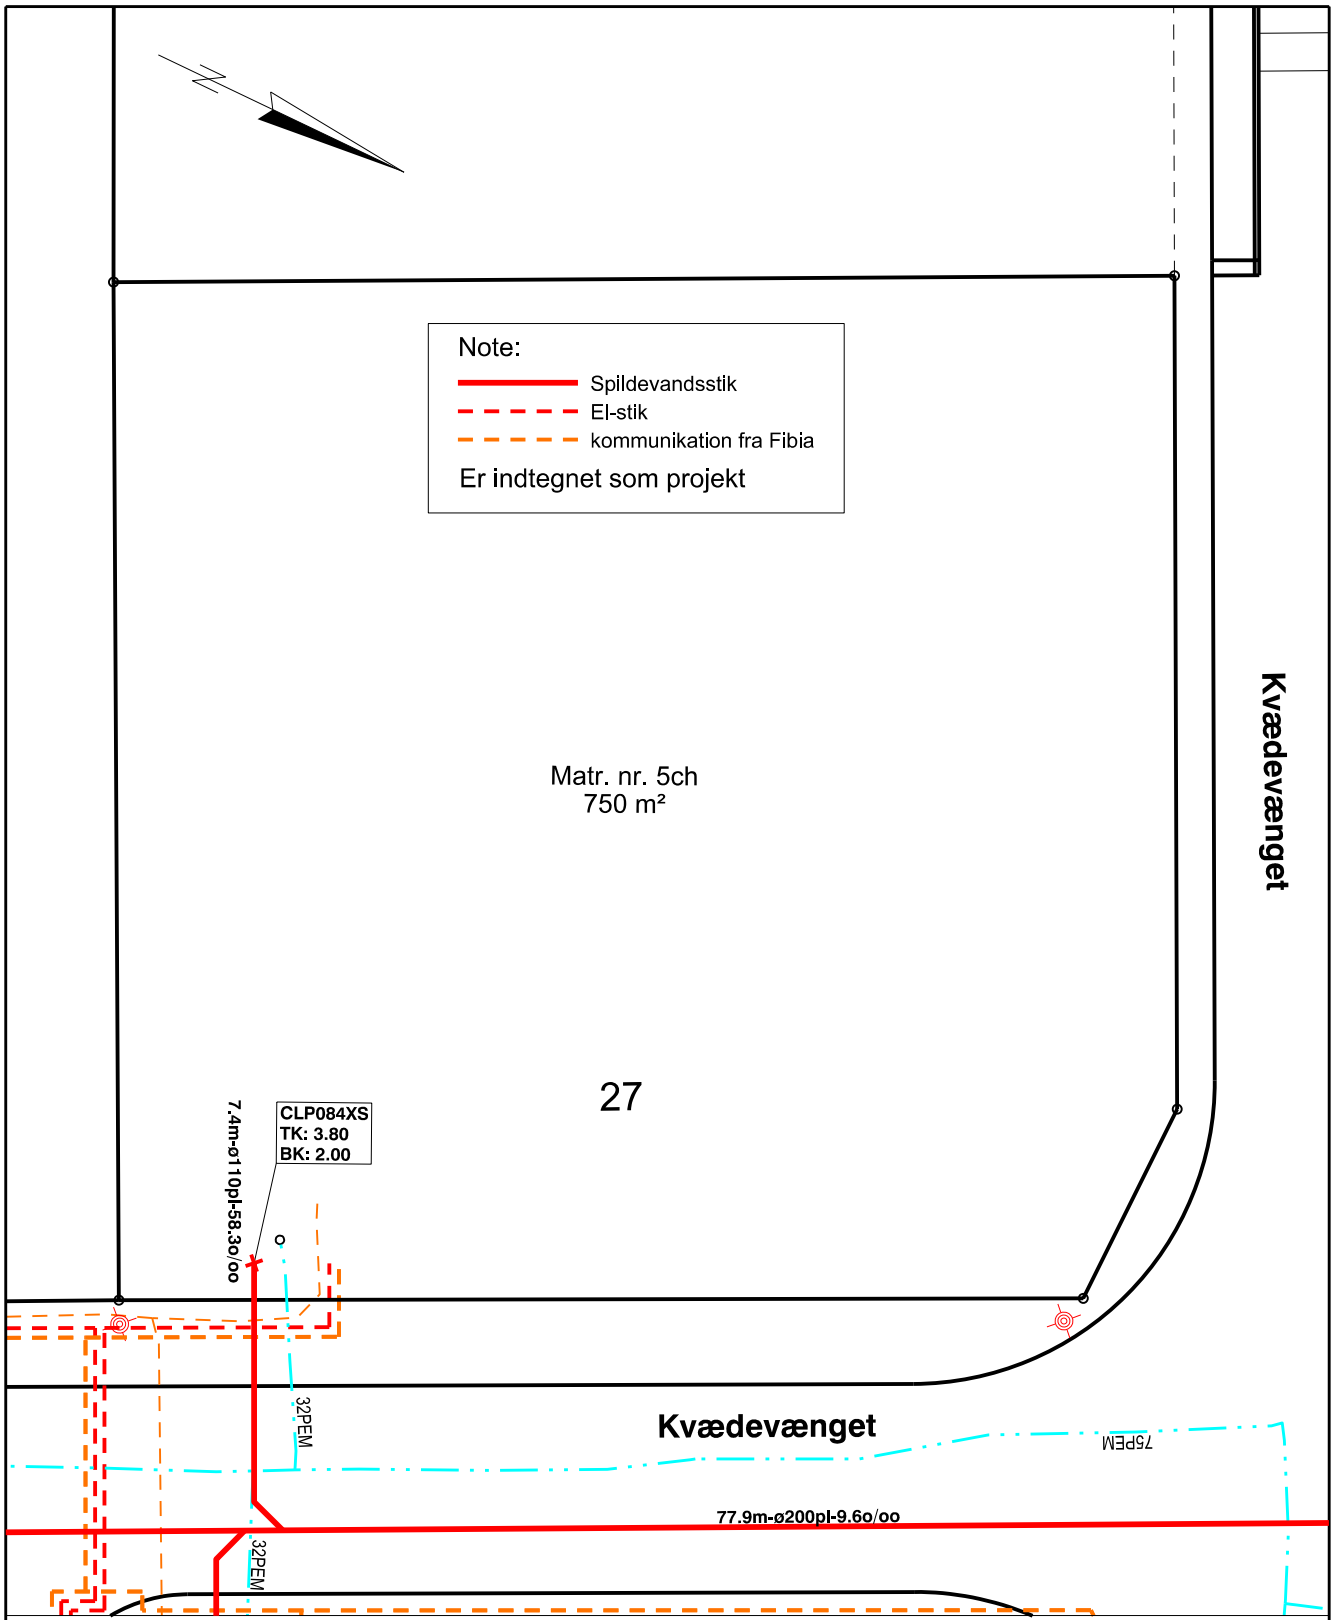 N
Note:
Spildevandsstik
El-stik
kommunikation fra Fibia
Er indtegnet som projekt
Kvædevænget
Matr. nr. 5ch
750 m²
27
7.4m-ø110pl-58.3o/oo
CLP084XS
TK: 3.80
BK: 2.00
32PEM
Kvædevænget
75PEM
77.9m-ø200pl-9.6o/oo
32PEM